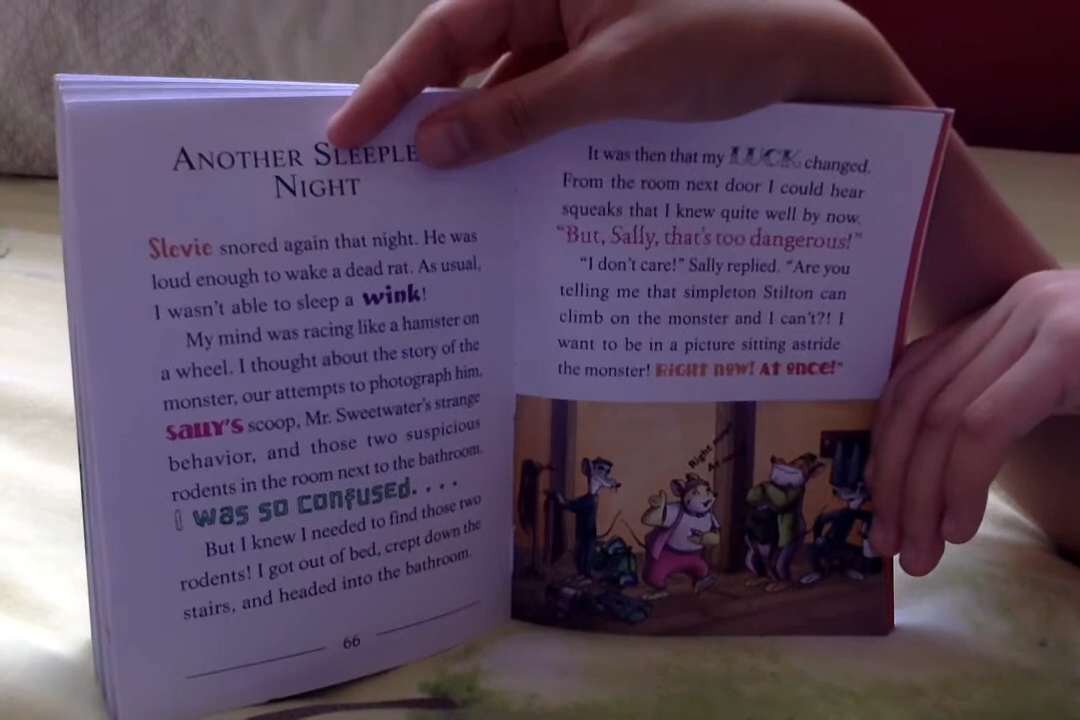 ANOTHER SLEEPLE
NIGHT
Stevie snored again that night. He was
loud enough to wake a dead rat. As usual,
I wasn't able to sleep a wink!
My mind was racing like a hamster on
a wheel. I thought about the story of the
monster, our attempts to photograph him,
SALLY'S scoop, Mr. Sweetwater's strange
behavior, and those two suspicious
rodents in the room next to the bathroom.
I was so confused. . . .
But I knew I needed to find those two
rodents! I got out of bed, crept down the
stairs, and headed into the bathroom.
66
It was then that my LUCK changed.
From the room next door I could hear
squeaks that I knew quite well by now.
"But, Sally, that's too dangerous!"
"I don't care!" Sally replied. "Are you
telling me that simpleton Stilton can
climb on the monster and I can't?! I
want to be in a picture sitting astride
the monster! Right now! At once!"
Right now!
At